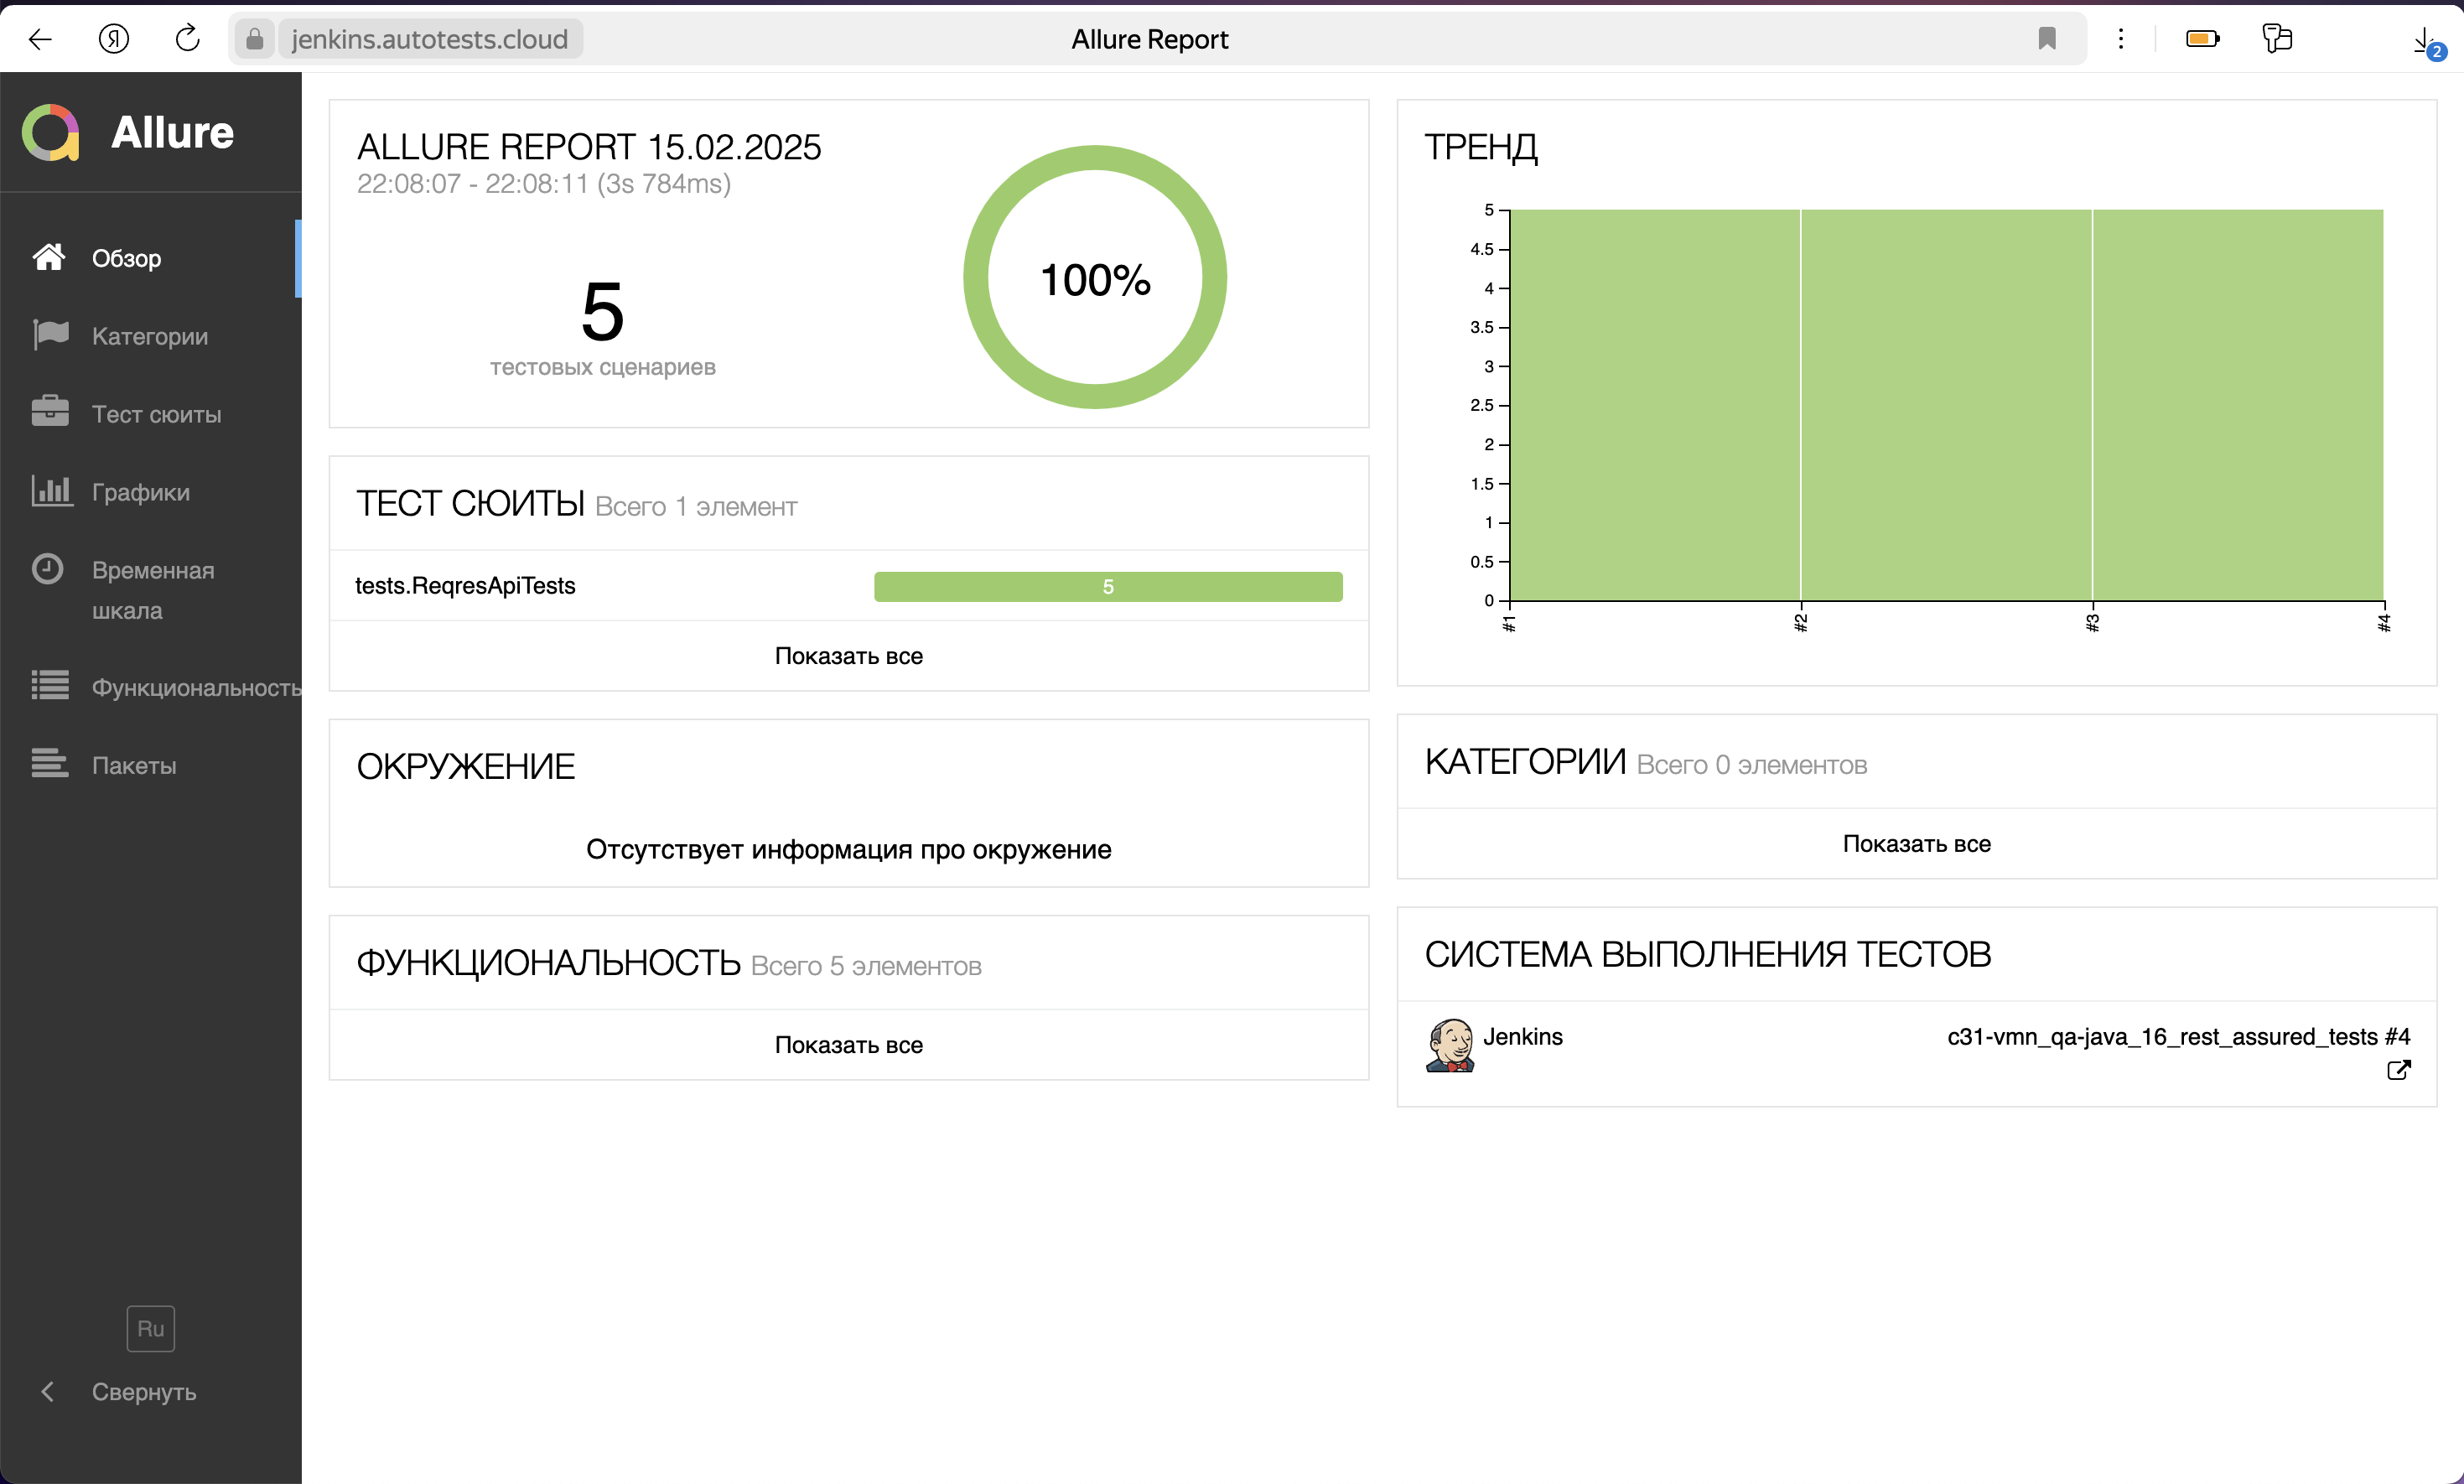 Я
jenkins.autotests.cloud
Allure Report
2
Allure
Обзор
Категории
Тест сюиты
Графики
Временная
шкала
Функциональность
Пакеты
Ru
Свернуть
ALLURE REPORT 15.02.2025
22:08:07 - 22:08:11 (3s 784ms)
5
тестовых сценариев
100%
ТЕСТ СЮИТЫ Всего 1 элемент
tests.ReqresApiTests
5
Показать все
ОКРУЖЕНИЕ
Отсутствует информация про окружение
ФУНКЦИОНАЛЬНОСТЬ Всего 5 элементов
Показать все
ТРЕНД
5
4.5
4
3.5
3
2.5
2
1.5
1
0.5
0
#1
#2
#3
#4
КАТЕГОРИИ Всего 0 элементов
Показать все
СИСТЕМА ВЫПОЛНЕНИЯ ТЕСТОВ
Jenkins
c31-vmn_qa-java_16_rest_assured_tests #4